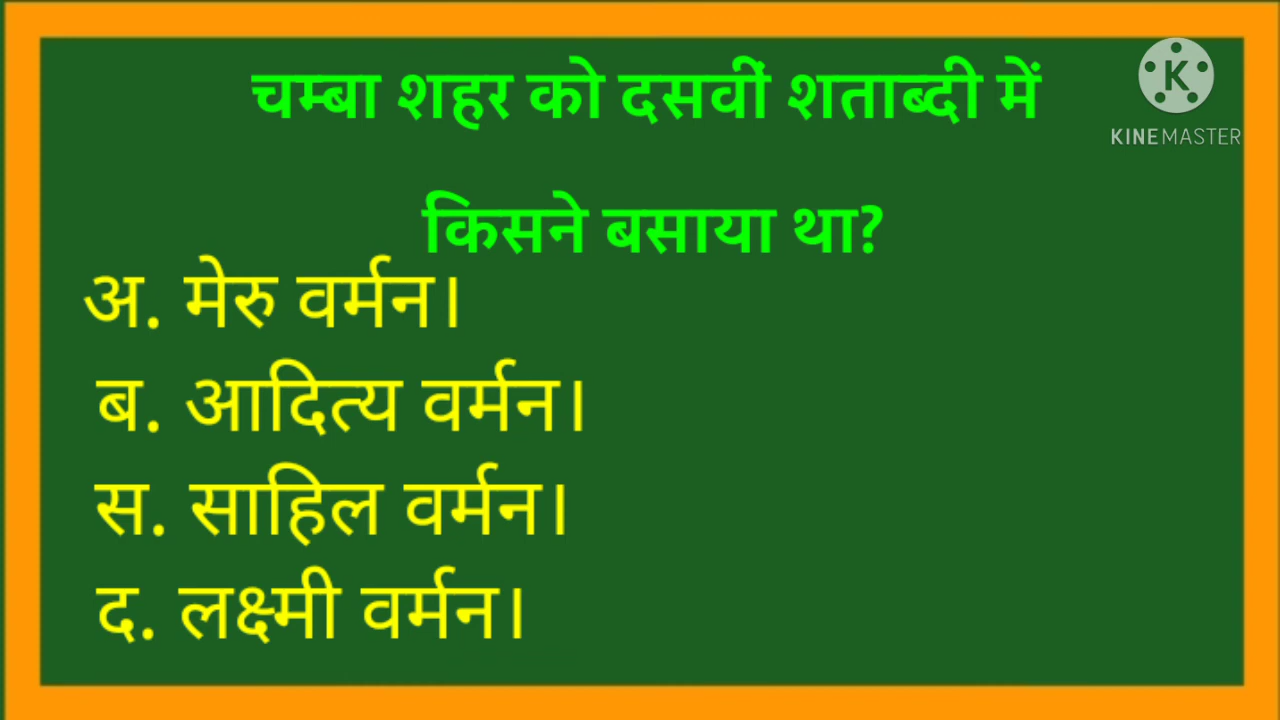 चम्बा शहर को दसवीं शताब्दी में
KINEMASTER
किसने बसाया था?
अ. मेरु वर्मन।
ब. आदित्य वर्मन।
स. साहिल वर्मन।
द. लक्ष्मी वर्मन।